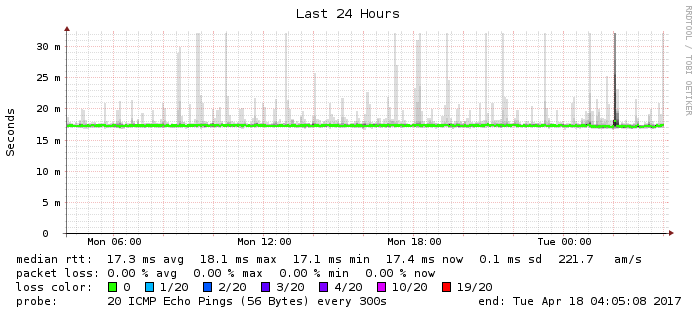 Last 24 Hours
RRDTOOL / TOBI OETIKER
Seconds
30 m
25 m
20 m
15 m
10 m
5 m
0
Mon 06:00 Mon 12:00 Mon 18:00 Tue 00:00
median rtt: 17.3 ms avg 18.1 ms max 17.1 ms min 17.4 ms now 0.1 ms sd 221.7 am/s
packet loss: 0.00 % avg 0.00 % max 0.00 % min 0.00 % now
loss color: 0 1/20 2/20 3/20 4/20 10/20 19/20
probe: 20 ICMP Echo Pings (56 Bytes) every 300s end: Tue Apr 18 04:05:08 2017